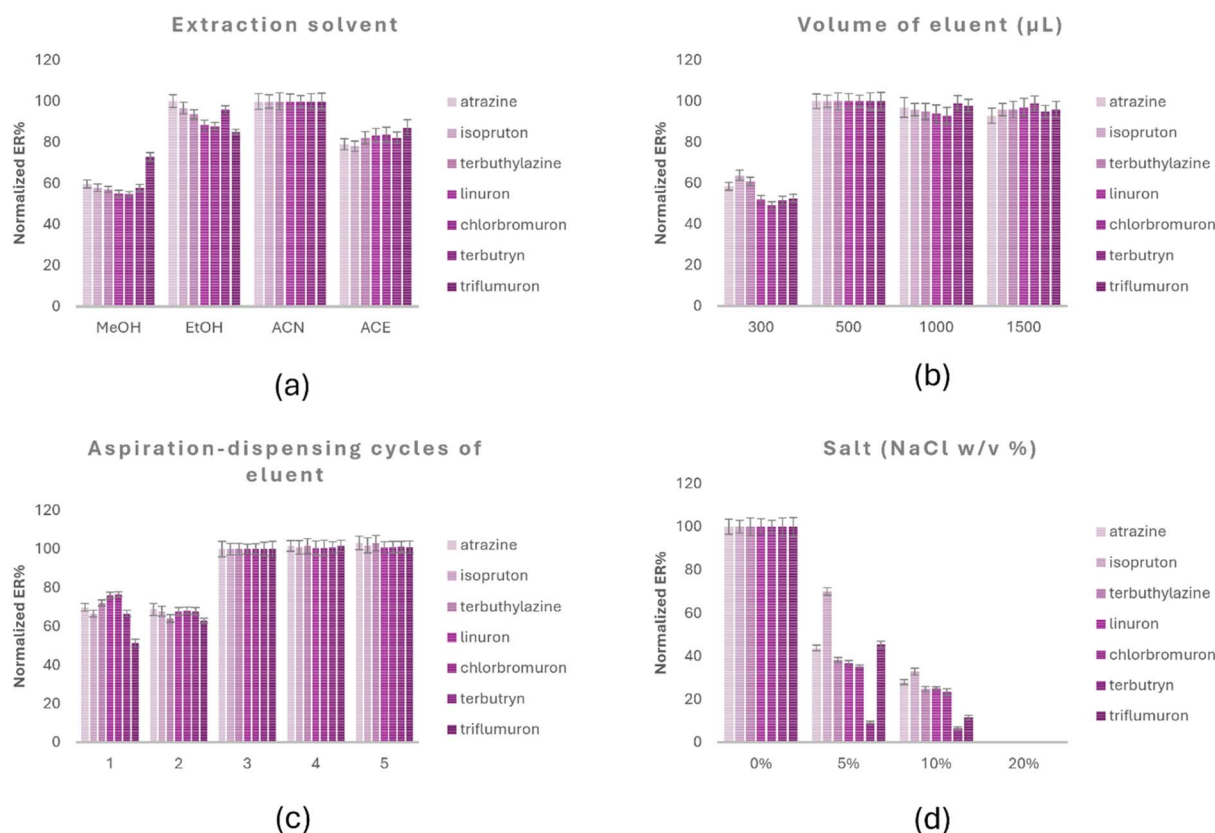 Extraction solvent
Normalized ER%
120
100
80
60
40
20
0
MeOH EtOH ACN ACE
atrazine
isopruton
terbuthylazine
linuron
chlorbromuron
terbutryn
triflumuron
(a)
Volume of eluent (µL)
Normalized ER%
120
100
80
60
40
20
0
300 500 1000 1500
atrazine
isopruton
terbuthylazine
linuron
chlorbromuron
terbutryn
triflumuron
(b)
Aspiration-dispensing cycles of
eluent
Normalized ER%
120
100
80
60
40
20
0
1 2 3 4 5
atrazine
isopruton
terbuthylazine
linuron
chlorbromuron
terbutryn
triflumuron
(c)
Salt (NaCl w/v %)
Normalized ER%
120
100
80
60
40
20
0
0% 5% 10% 20%
atrazine
isopruton
terbuthylazine
linuron
chlorbromuron
terbutryn
triflumuron
(d)